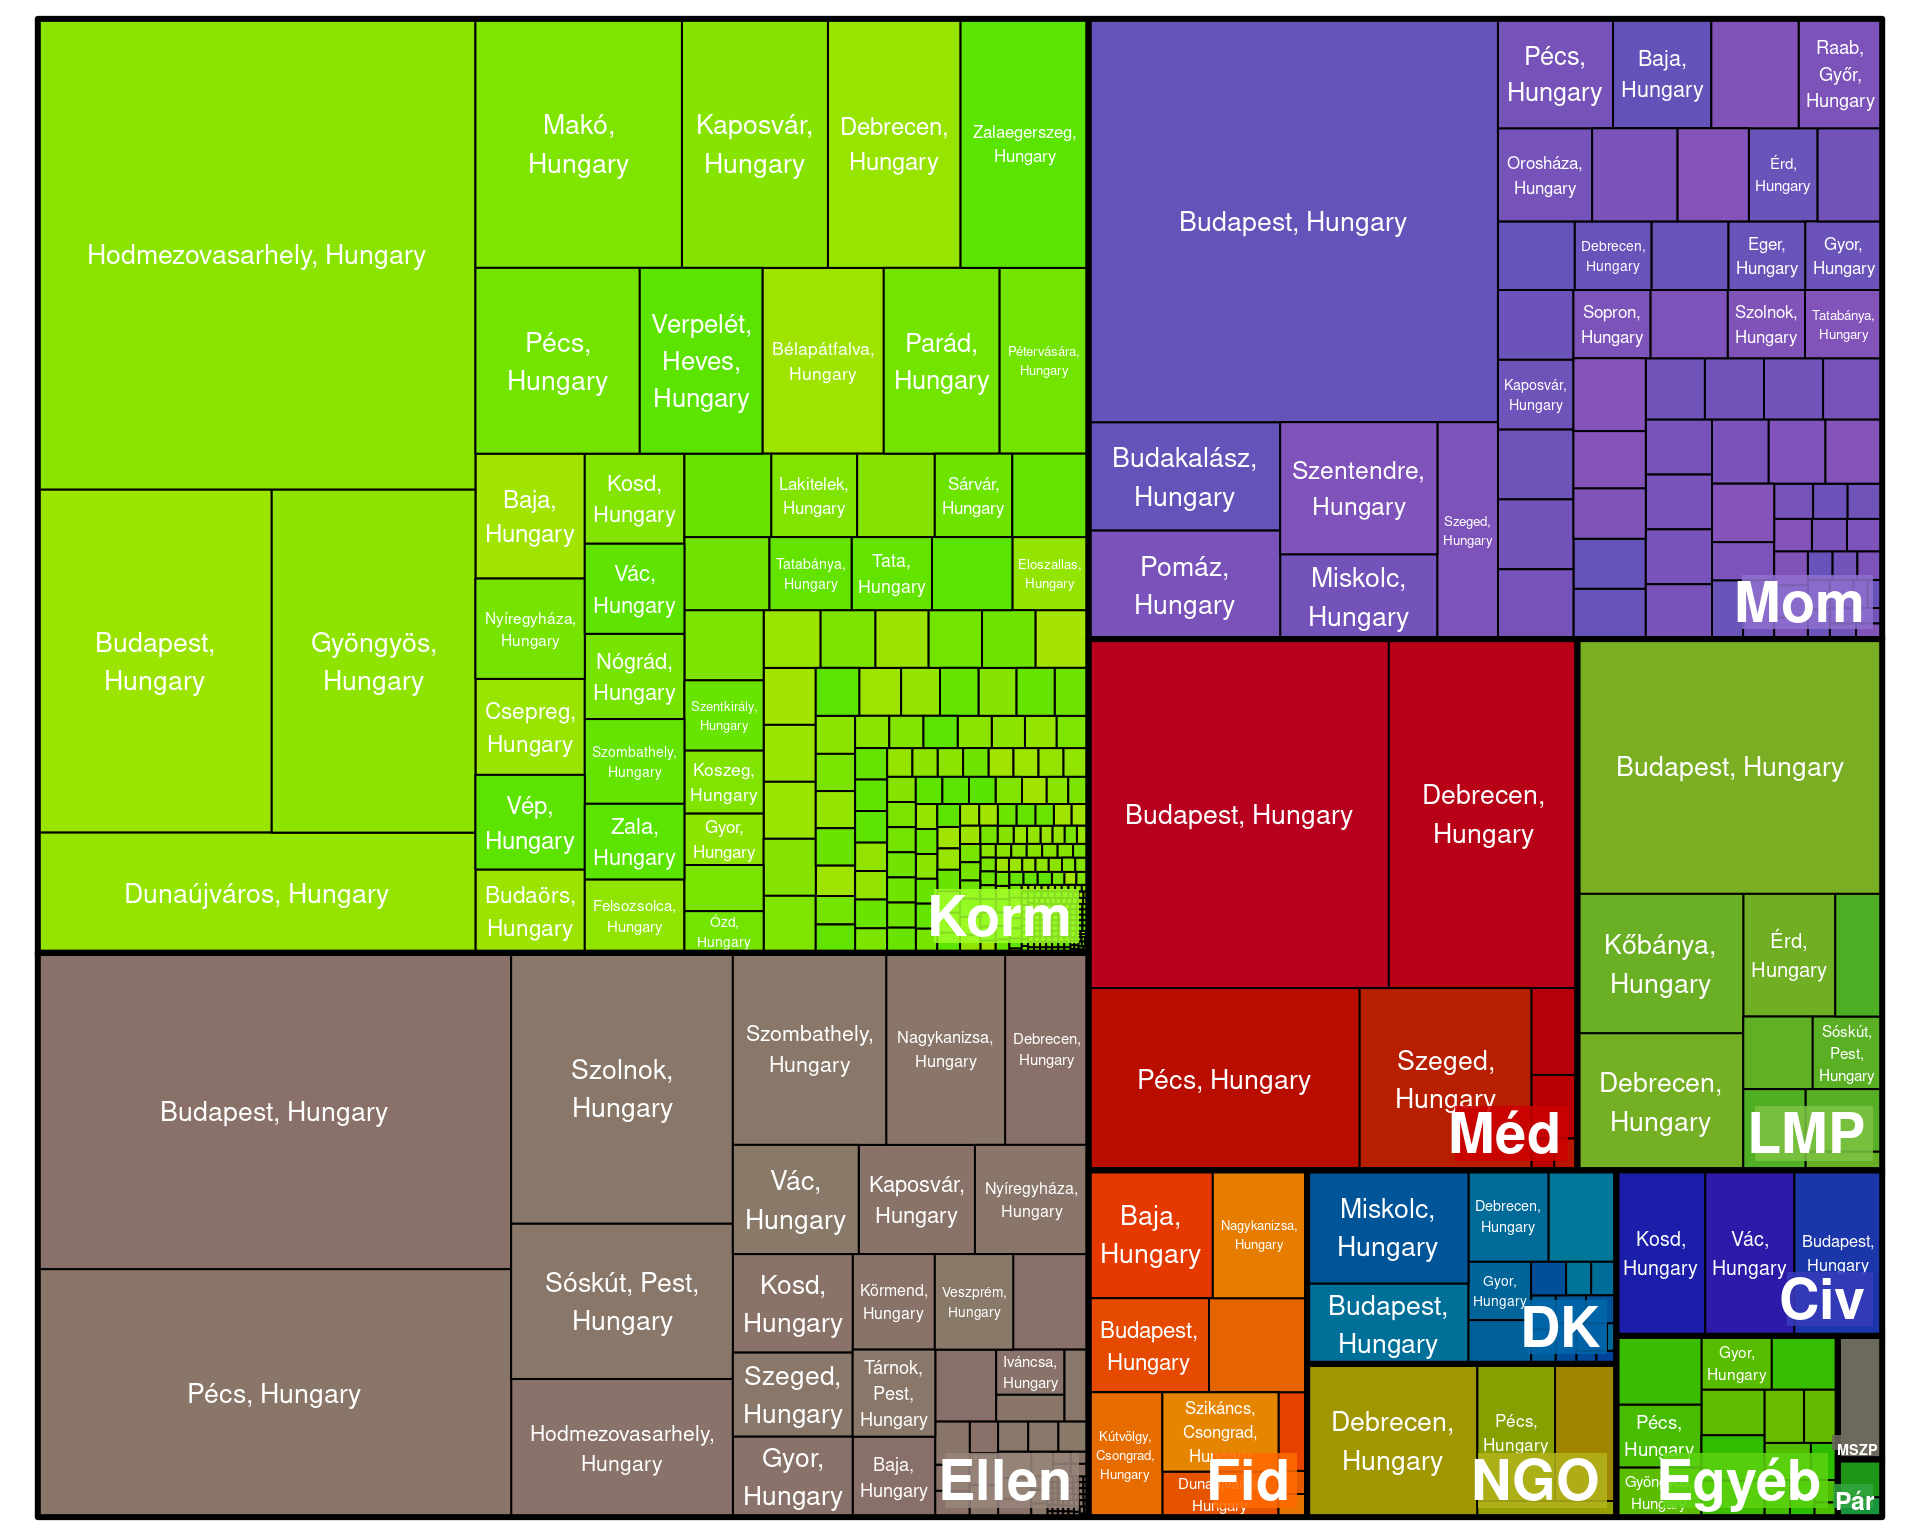 Hodmezovasarhely, Hungary
Makó,
Hungary
Kaposvár,
Hungary
Debrecen,
Hungary
Zalaegerszeg,
Hungary
Pécs,
Hungary
Verpelét,
Heves,
Hungary
Bélapátfalva,
Hungary
Parád,
Hungary
Pétervására,
Hungary
Budapest,
Hungary
Gyöngyös,
Hungary
Dunaújváros, Hungary
Baja,
Hungary
Nyíregyháza,
Hungary
Csepreg,
Hungary
Vép,
Hungary
Budaörs,
Hungary
Kosd,
Hungary
Vác,
Hungary
Nógrád,
Hungary
Szombathely,
Hungary
Zala,
Hungary
Felsozsolca,
Hungary
Lakitelek,
Hungary
Sárvár,
Hungary
Tatabánya,
Hungary
Tata,
Hungary
Eloszallas,
Hungary
Szentkirály,
Hungary
Koszeg,
Hungary
Gyor,
Hungary
Ózd,
Hungary
Korm
Budapest, Hungary
Budakalász,
Hungary
Pomáz,
Hungary
Szentendre,
Hungary
Miskolc,
Hungary
Szeged,
Hungary
Pécs,
Hungary
Baja,
Hungary
Raab,
Győr,
Hungary
Orosháza,
Hungary
Érd,
Hungary
Debrecen,
Hungary
Eger,
Hungary
Gyor,
Hungary
Sopron,
Hungary
Szolnok,
Hungary
Tatabánya,
Hungary
Kaposvár,
Hungary
Mom
Budapest, Hungary
Debrecen,
Hungary
Pécs, Hungary
Szeged,
Hungary
Méd
Budapest, Hungary
Kőbánya,
Hungary
Érd,
Hungary
Debrecen,
Hungary
Sóskút,
Pest,
Hungary
LMP
Budapest, Hungary
Pécs, Hungary
Szolnok,
Hungary
Sóskút, Pest,
Hungary
Hodmezovasarhely,
Hungary
Szombathely,
Hungary
Nagykanizsa,
Hungary
Debrecen,
Hungary
Vác,
Hungary
Kaposvár,
Hungary
Nyíregyháza,
Hungary
Kosd,
Hungary
Körmend,
Hungary
Veszprém,
Hungary
Szeged,
Hungary
Tárnok,
Pest,
Hungary
Iváncsa,
Hungary
Gyor,
Hungary
Baja,
Hungary
Ellen
Baja,
Hungary
Nagykanizsa,
Hungary
Budapest,
Hungary
Kútvölgy,
Csongrad,
Hungary
Szikáncs,
Csongrad,
Hungary
Hungary
Fid
Miskolc,
Hungary
Debrecen,
Hungary
Budapest,
Hungary
Gyor,
Hungary
DK
Debrecen,
Hungary
Pécs,
Hungary
NGO
Kosd,
Hungary
Vác,
Hungary
Budapest,
Hungary
Civ
Gyor,
Hungary
Pécs,
Hungary
Hungary
Egyéb
MSZP
Pár